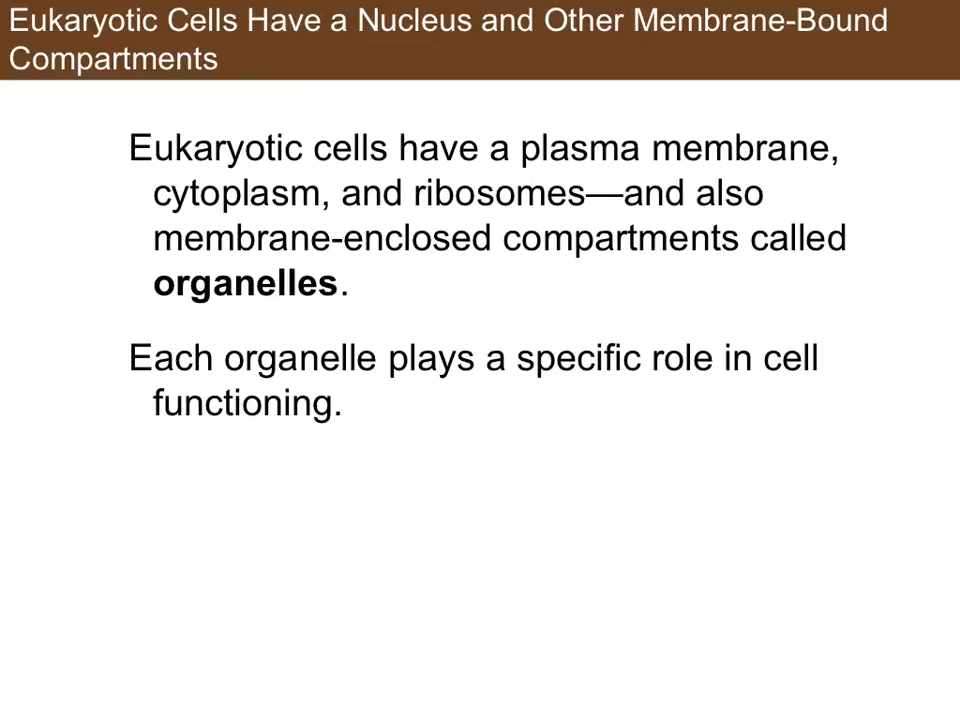 Eukaryotic Cells Have a Nucleus and Other Membrane-Bound
Compartments
Eukaryotic cells have a plasma membrane,
cytoplasm, and ribosomes—and also
membrane-enclosed compartments called
organelles.
Each organelle plays a specific role in cell
functioning.